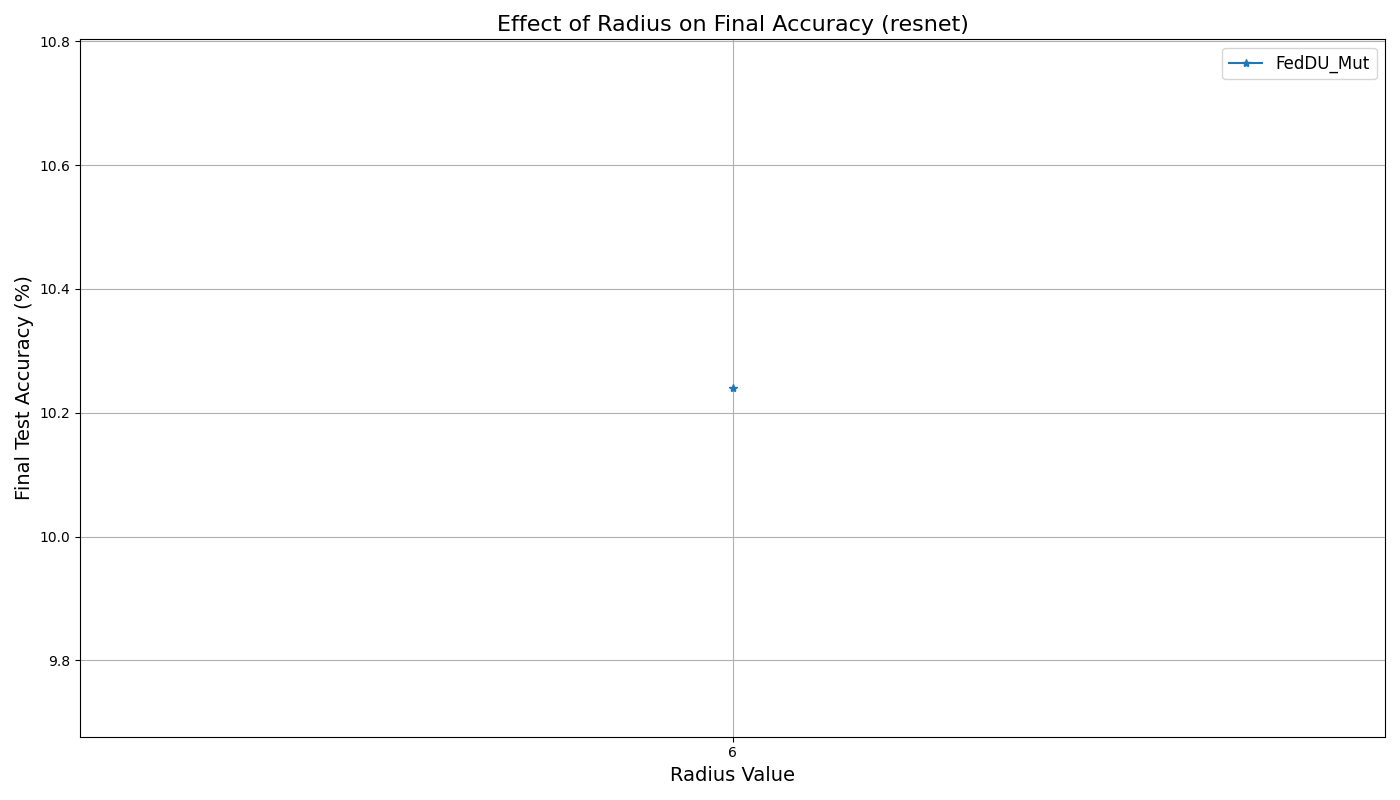 Effect of Radius on Final Accuracy (resnet)
FedDU_Mut
Final Test Accuracy (%)
10.8
10.6
10.4
10.2
10.0
9.8
6
Radius Value